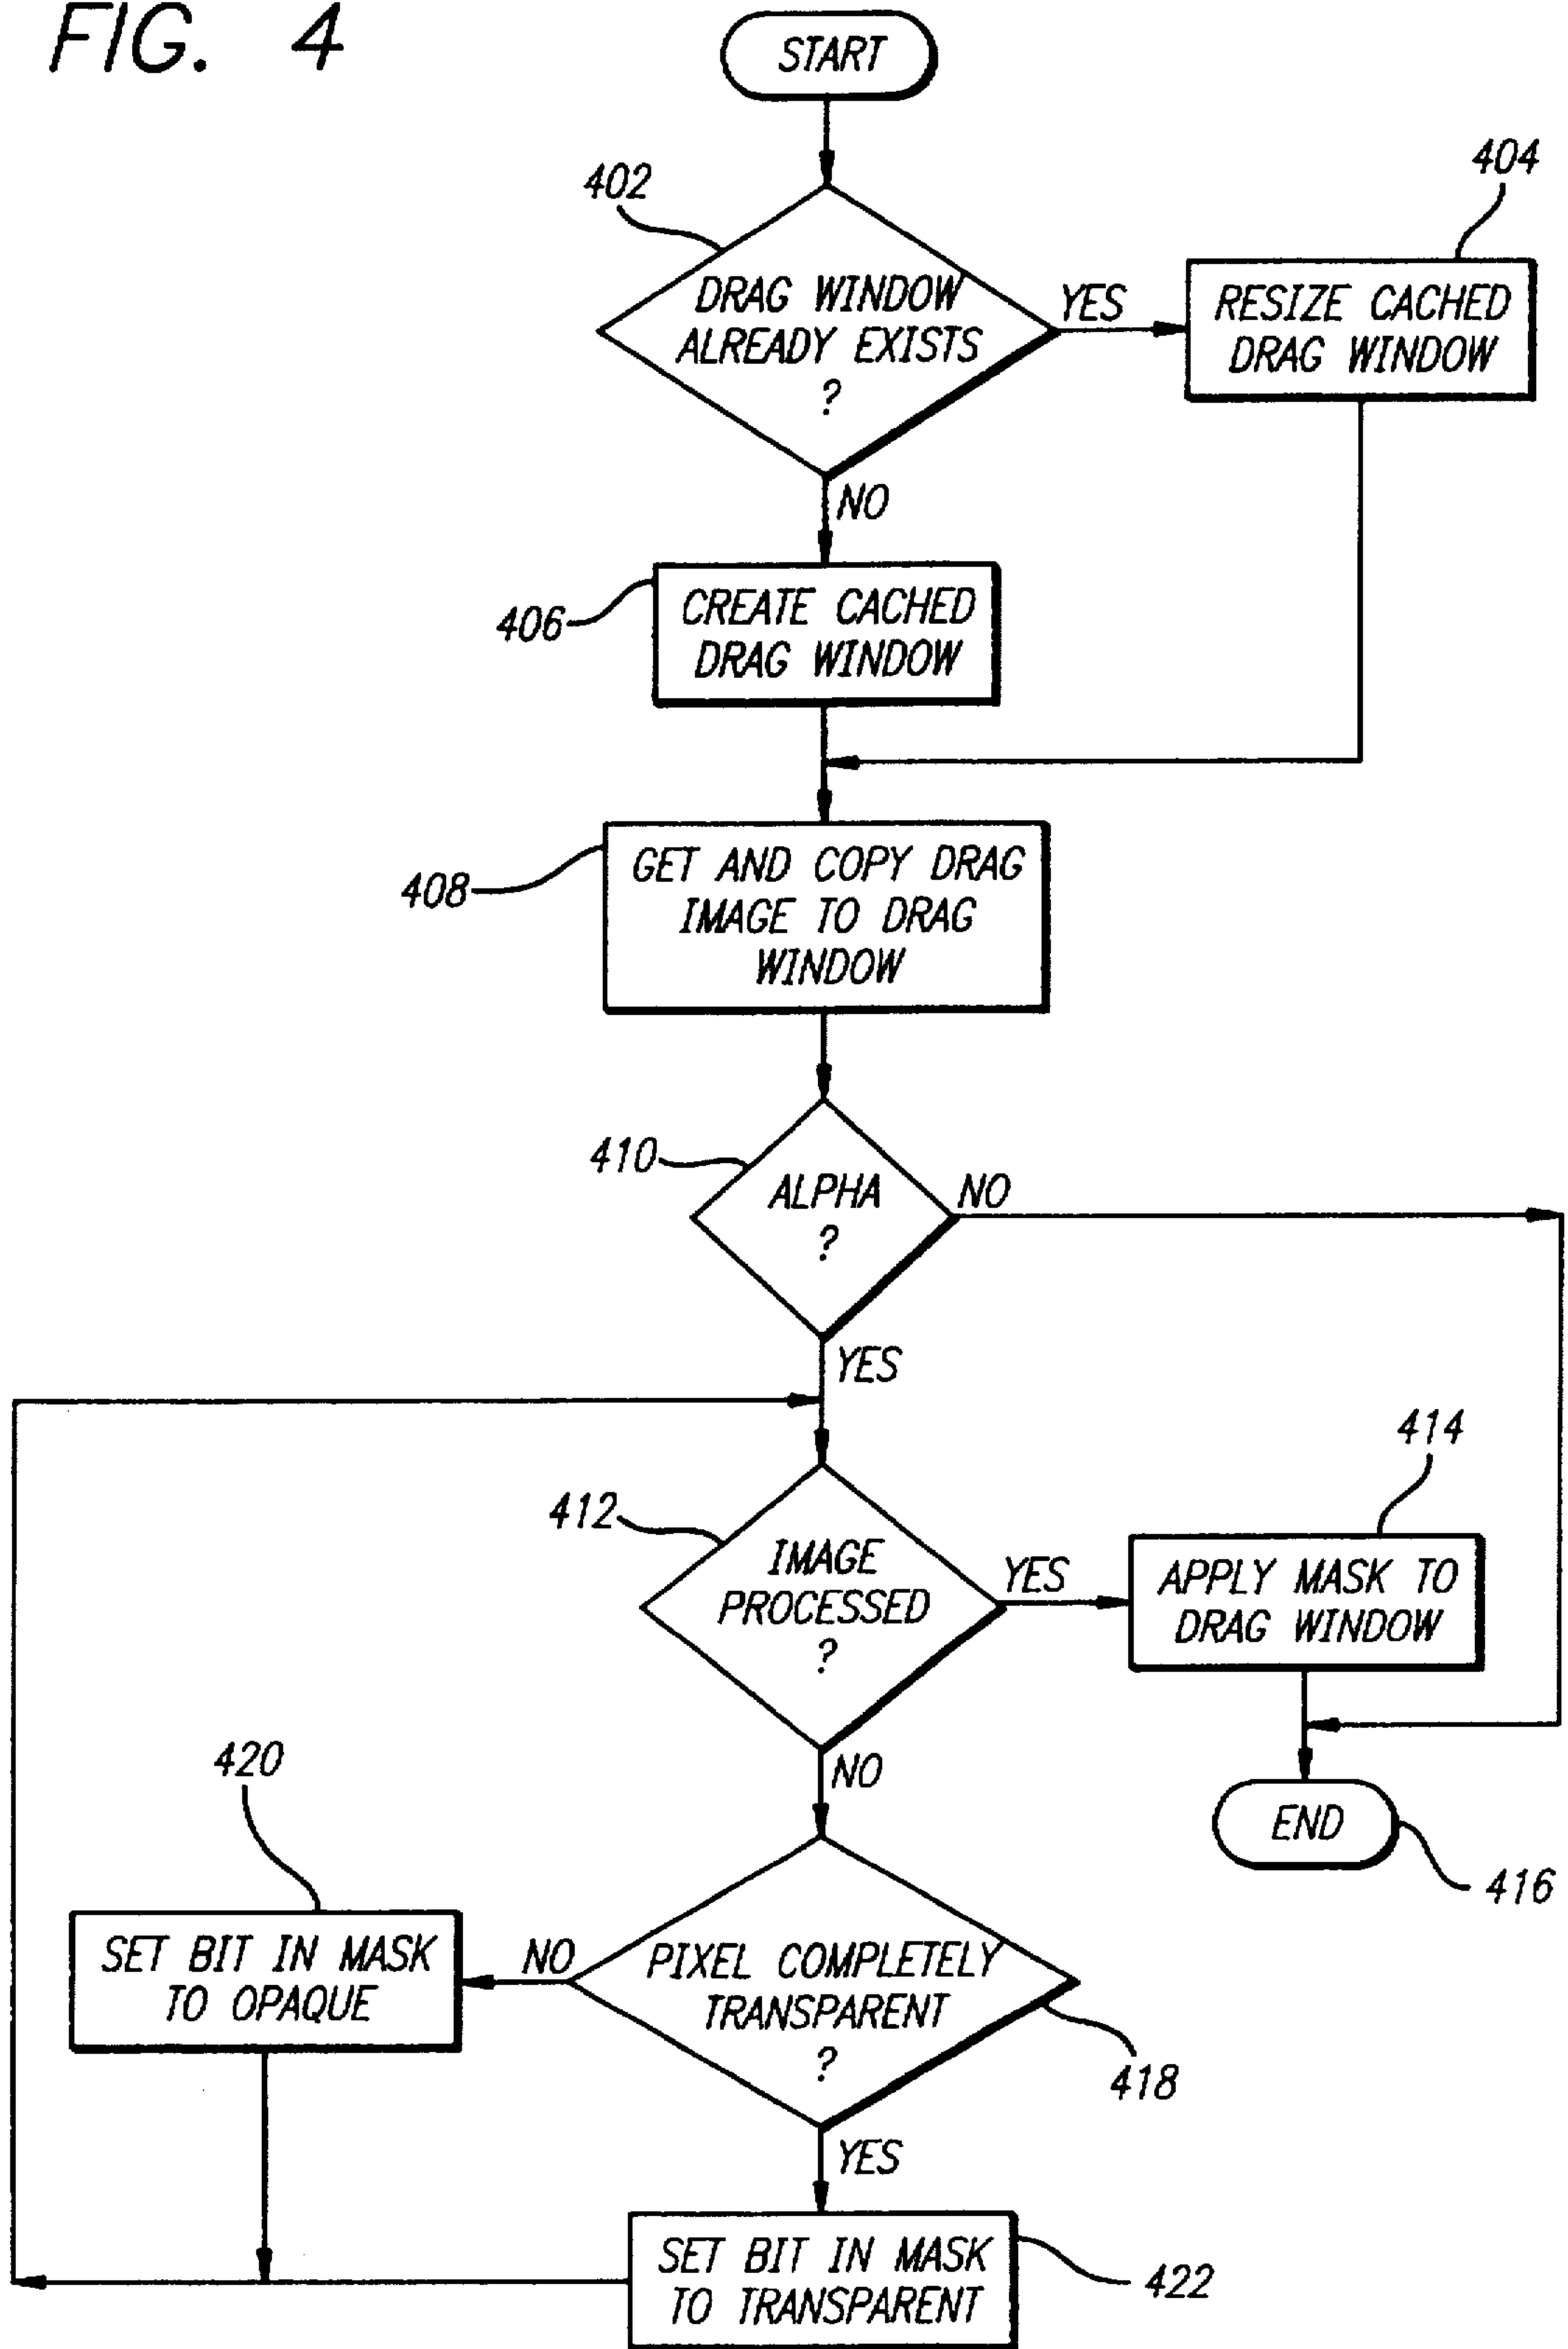 FIG. 4
START
402
404
DRAG WINDOW
ALREADY EXISTS
?
YES
RESIZE CACHED
DRAG WINDOW
NO
406
CREATE CACHED
DRAG WINDOW
408
GET AND COPY DRAG
IMAGE TO DRAG
WINDOW
410
ALPHA
?
NO
YES
414
412
IMAGE
PROCESSED
?
YES
APPLY MASK TO
DRAG WINDOW
NO
420
END
416
SET BIT IN MASK
TO OPAQUE
NO
PIXEL COMPLETELY
TRANSPARENT
?
418
YES
SET BIT IN MASK
TO TRANSPARENT
422